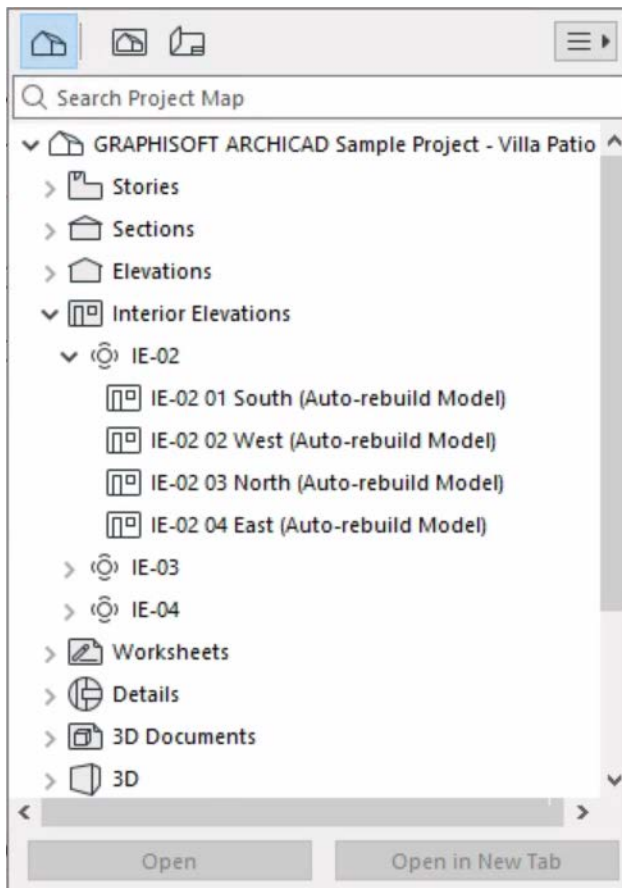 Search Project Map
GRAPHISOFT ARCHICAD Sample Project - Villa Patio
Stories
Sections
Elevations
Interior Elevations
IE-02
IE-02 01 South (Auto-rebuild Model)
IE-02 02 West (Auto-rebuild Model)
IE-02 03 North (Auto-rebuild Model)
IE-02 04 East (Auto-rebuild Model)
IE-03
IE-04
Worksheets
Details
3D Documents
3D
Open
Open in New Tab